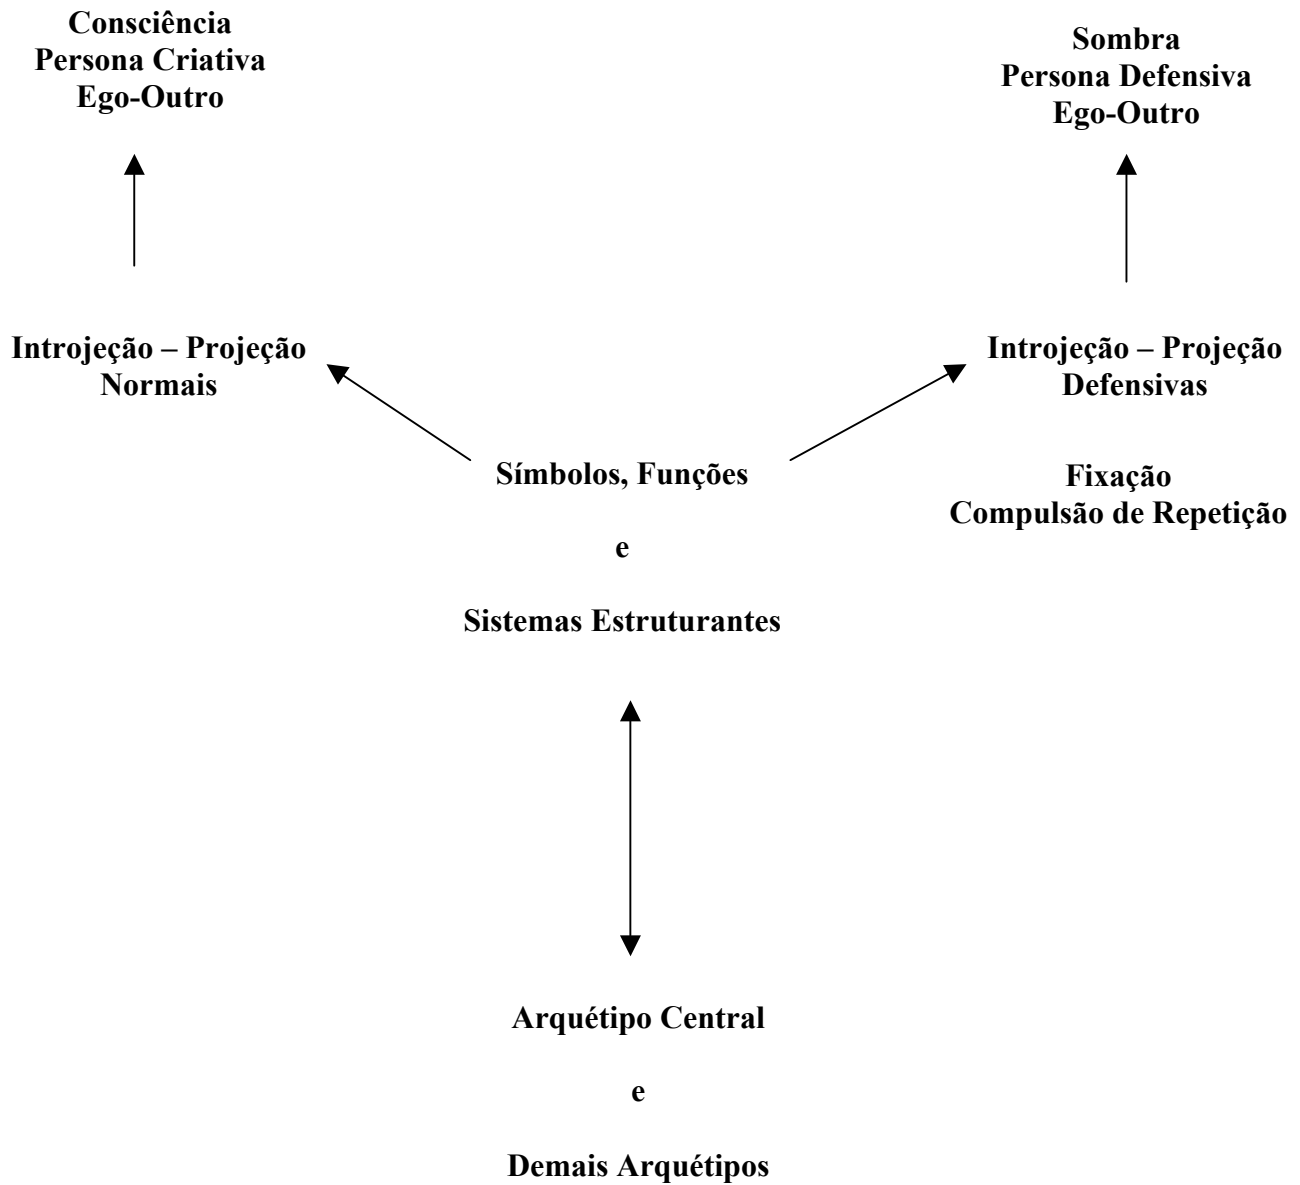 Consciência
Persona Criativa
Ego-Outro
Sombra
Persona Defensiva
Ego-Outro
Introjeção – Projeção
Normais
Introjeção – Projeção
Defensivas
Símbolos, Funções
e
Sistemas Estruturantes
Fixação
Compulsão de Repetição
Arquétipo Central
e
Demais Arquétipos